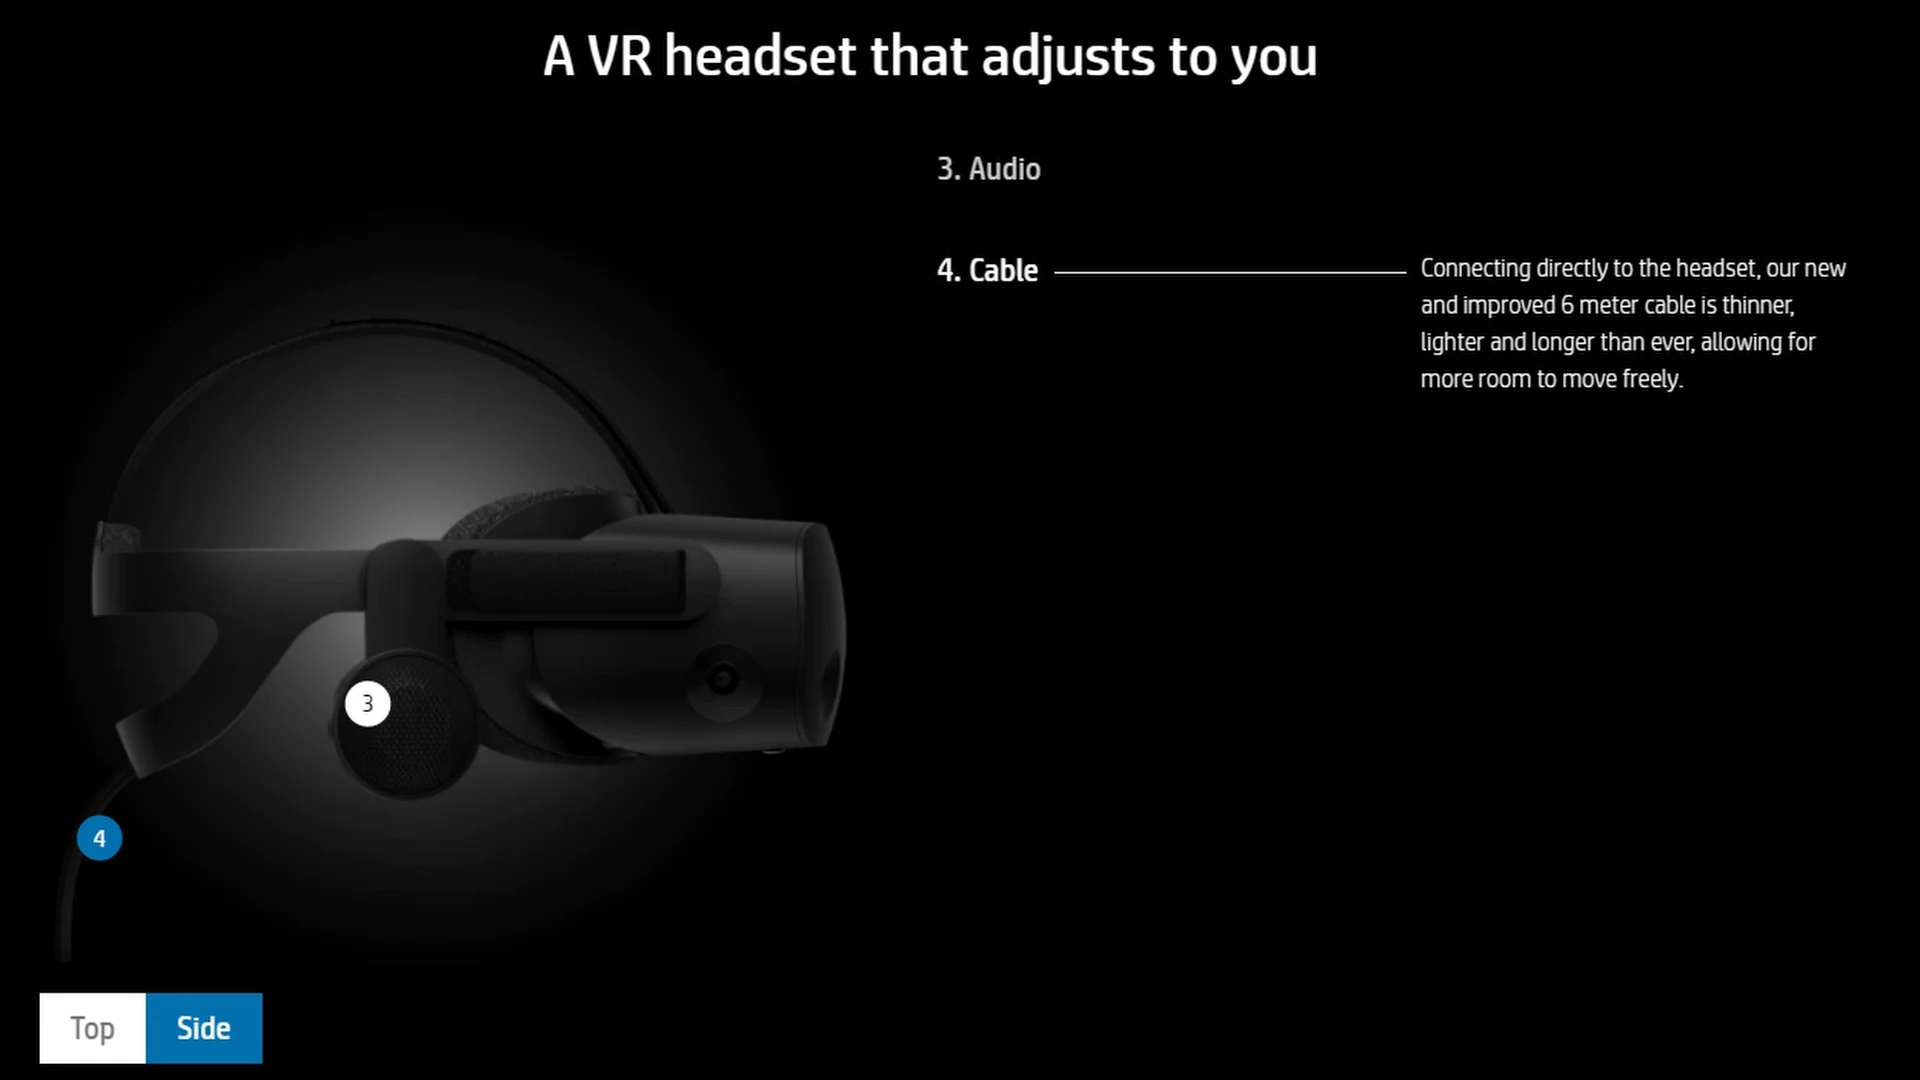 A VR headset that adjusts to you
3. Audio
4. Cable
Connecting directly to the headset, our new
and improved 6 meter cable is thinner,
lighter and longer than ever, allowing for
more room to move freely.
3
4
Top
Side